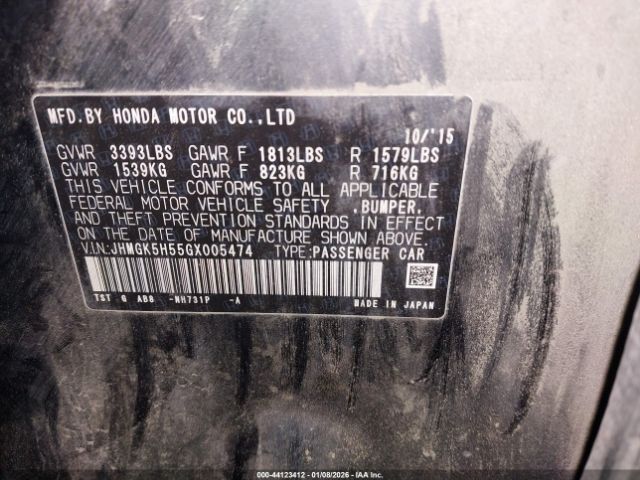 MFD.BY HONDA MOTOR CO.,LTD
10/'15
GVWR 3393LBS GAWR F 1813LBS R 1579LBS
GVWR 1539KG GAWR F 823KG R 716KG
THIS VEHICLE CONFORMS TO ALL APPLICABLE
FEDERAL MOTOR VEHICLE SAFETY ,BUMPER,
AND THEFT PREVENTION STANDARDS IN EFFECT
ON THE DATE OF MANUFACTURE SHOWN ABOVE.
V.I.N:JHMGK5H55GX005474 TYPE:PASSENGER CAR
TST G AB8 -NH731P -A MADE IN JAPAN
000-44123412 - 01/08/2026 - IAA Inc.